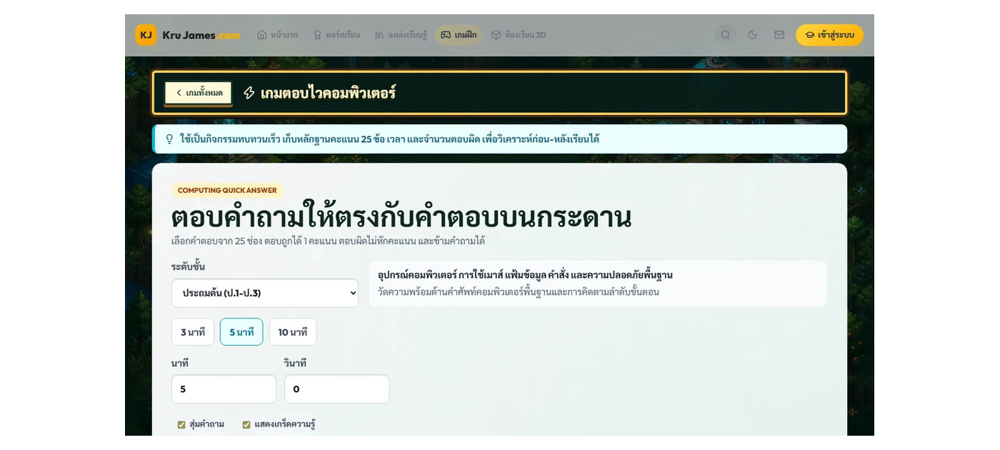 KJ Kru James.com หน้าแรก คอร์สเรียน แหล่งเรียนรู้ เกมฝึก ห้องเรียน 3D เข้าสู่ระบบ
เกมทั้งหมด เกมตอบไวคอมพิวเตอร์
ใช้เป็นกิจกรรมทบทวนเร็ว เก็บหลักฐานคะแนน 25 ข้อ เวลา และจำนวนตอบผิด เพื่อวิเคราะห์ก่อน-หลังเรียนได้
COMPUTING QUICK ANSWER
ตอบคำถามให้ตรงกับคำตอบบนกระดาน
เลือกคำตอบจาก 25 ช่อง ตอบถูกได้ 1 คะแนน ตอบผิดไม่หักคะแนน และข้ามคำถามได้
ระดับชั้น
ประถมต้น (ป.1-ป.3)
อุปกรณ์คอมพิวเตอร์ การใช้เมาส์ แฟ้มข้อมูล คำสั่ง และความปลอดภัยพื้นฐาน
วัดความพร้อมด้านคำศัพท์คอมพิวเตอร์พื้นฐานและการคิดตามลำดับขั้นตอน
3 นาที 5 นาที 10 นาที
นาที วินาที
5 0
สุ่มคำถาม แสดงเกร็ดความรู้